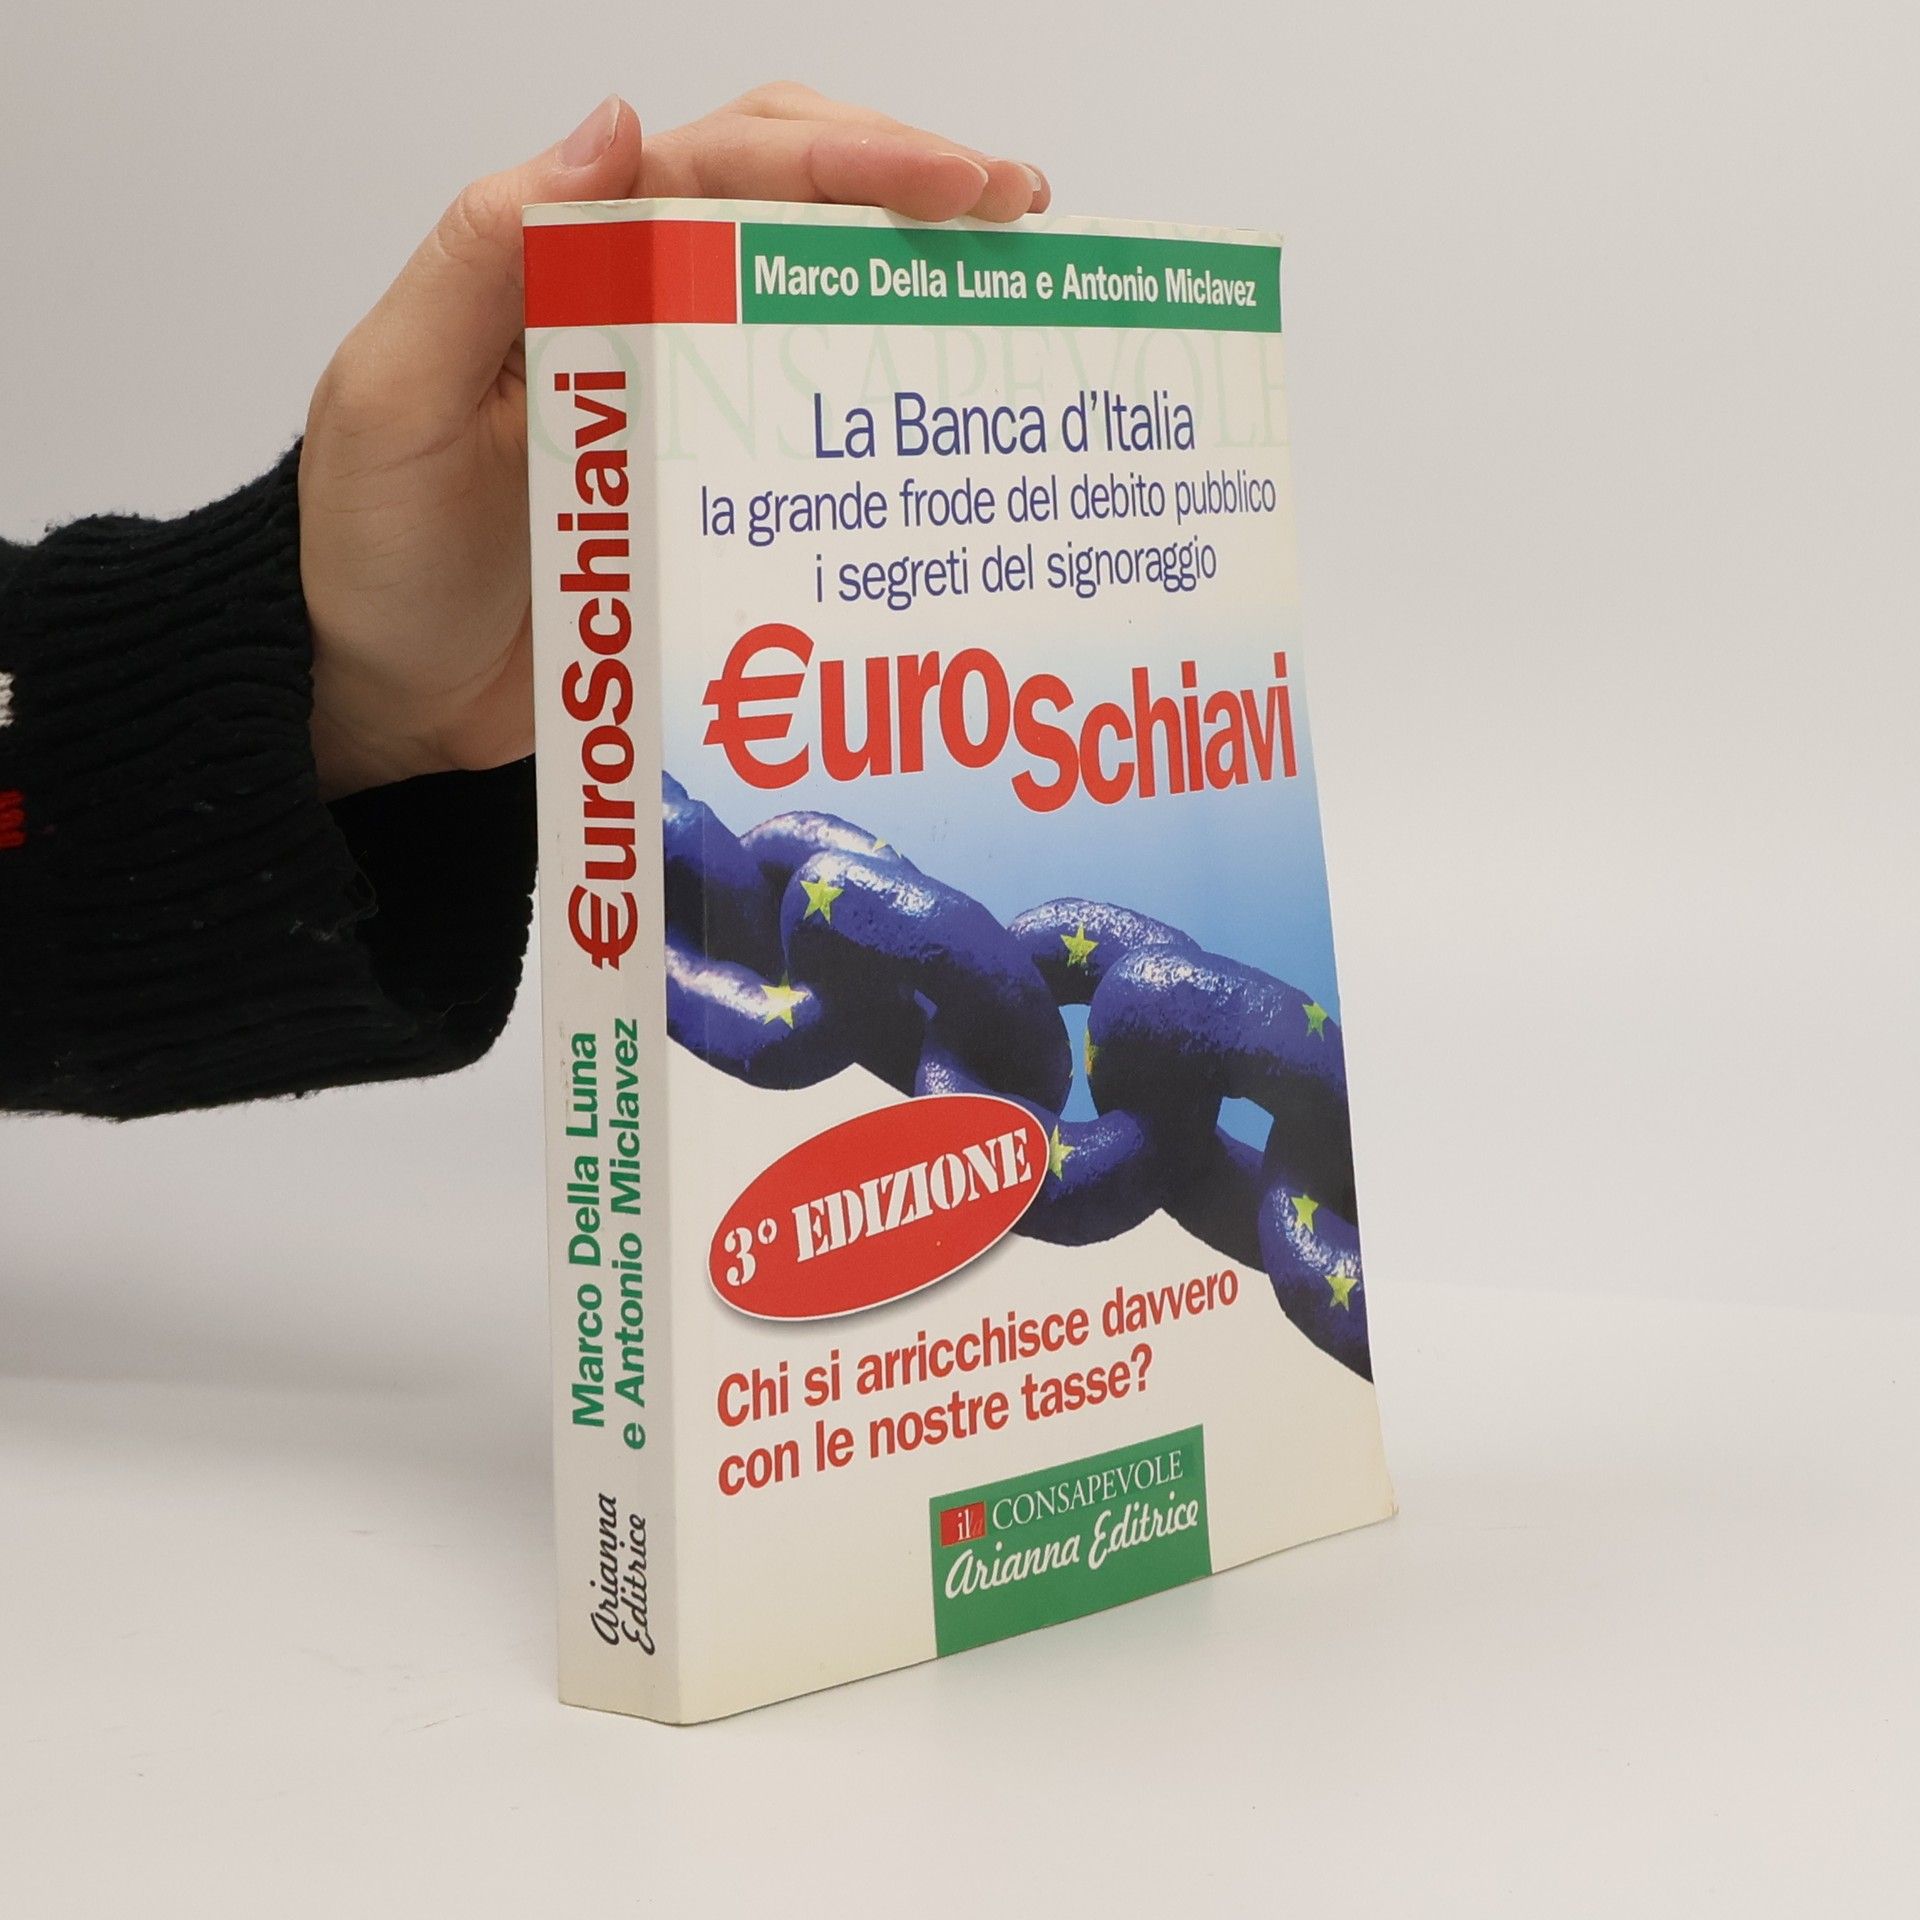 Marco Della Luna e Antonio Miclavez
ONSAPEVOLE
La Banca d'Italia
la grande frode del debito pubblico
i segreti del signoraggio
€uroSchiavi
3° EDIZIONE
Chi si arricchisce davvero
con le nostre tasse?
il CONSAPEVOLE
Arianna Editrice
€uroSchiavi
Marco Della Luna
e Antonio Miclavez
Arianna
Editrice